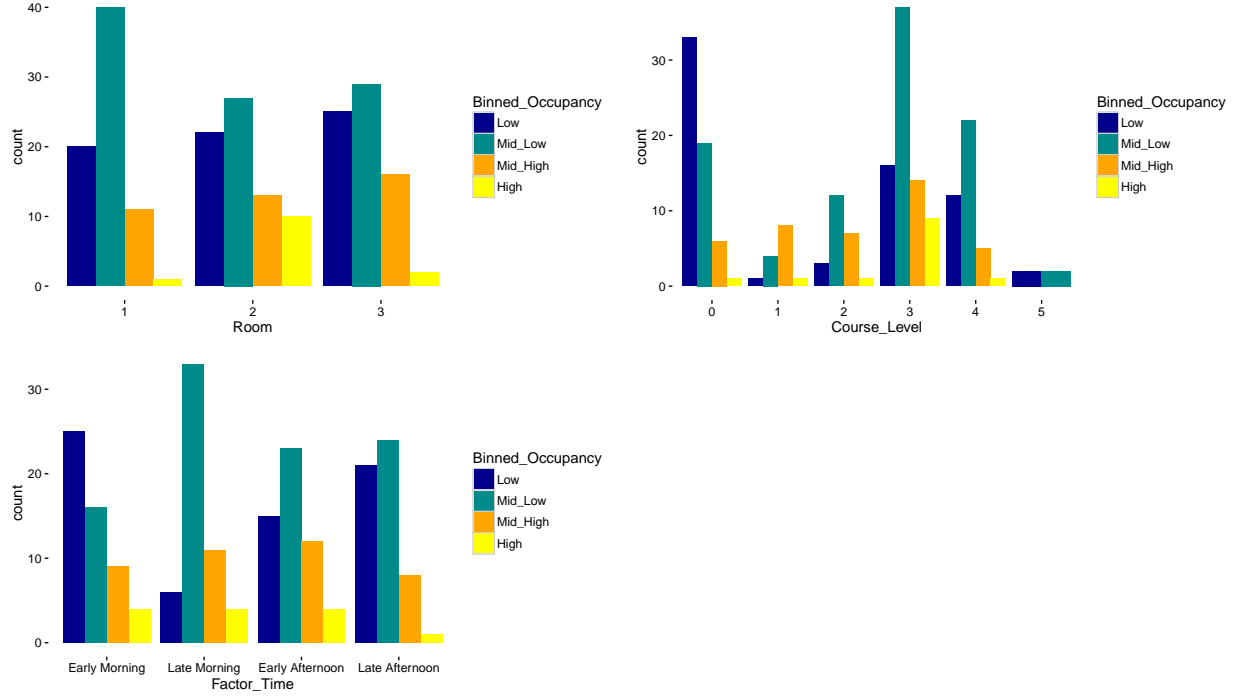 40
30
20
10
0
count
1 2 3
Room
Binned_Occupancy
Low
Mid_Low
Mid_High
High
30
20
10
0
count
0 1 2 3 4 5
Course_Level
Binned_Occupancy
Low
Mid_Low
Mid_High
High
30
20
10
0
count
Early Morning Late Morning Early Afternoon Late Afternoon
Factor_Time
Binned_Occupancy
Low
Mid_Low
Mid_High
High